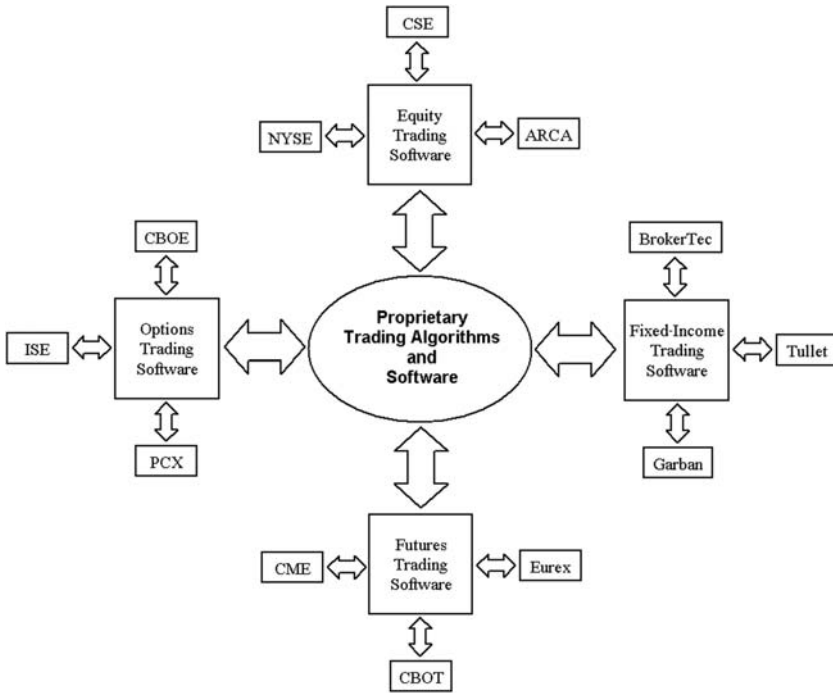 CSE
Equity
Trading
Software
NYSE
ARCA
CBOE
BrokerTec
Proprietary
Trading Algorithms
and
Software
Options
Trading
Software
ISE
Fixed-Income
Trading
Software
Tullet
PCX
Garban
Futures
Trading
Software
CME
Eurex
CBOT